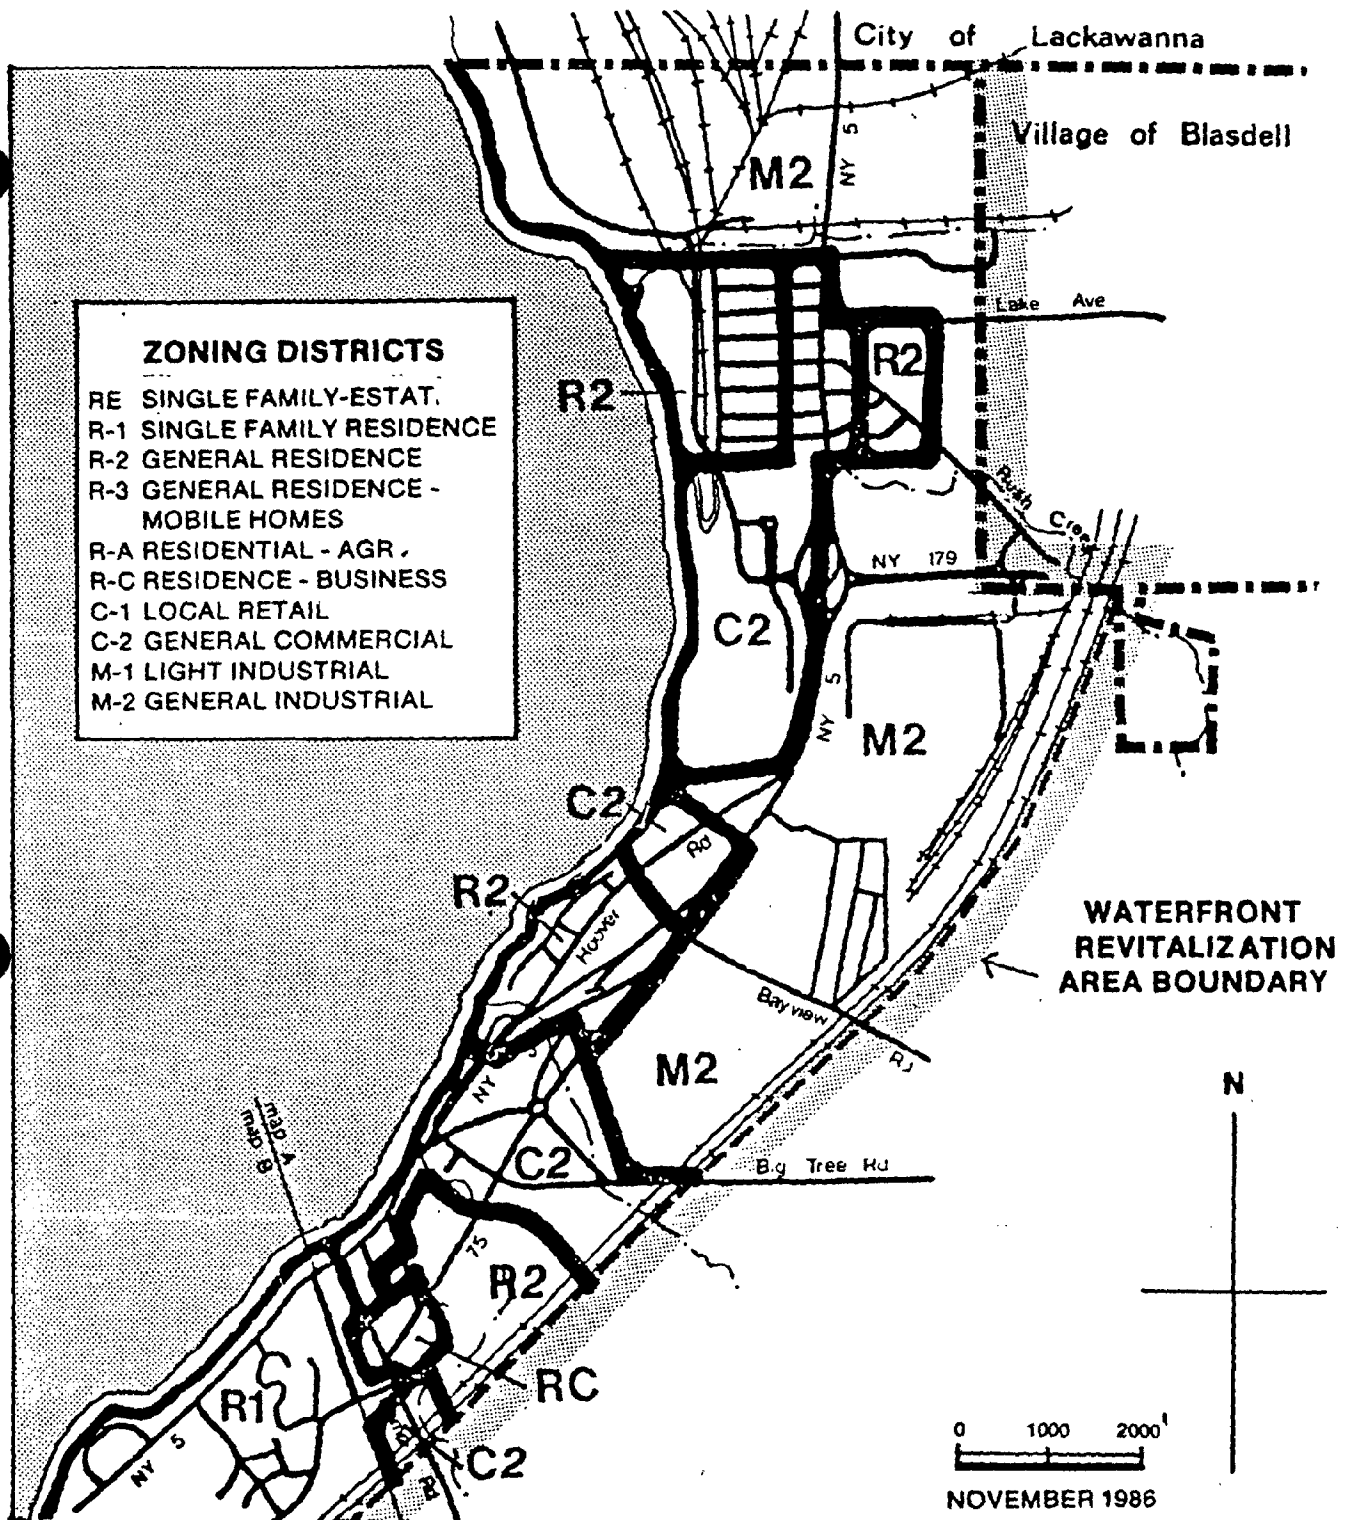 City of Lackawanna
Village of Blasdell
NY 5
M2
Lake Ave
R2
R2
ZONING DISTRICTS
RE SINGLE FAMILY-ESTAT.
R-1 SINGLE FAMILY RESIDENCE
R-2 GENERAL RESIDENCE
R-3 GENERAL RESIDENCE -
MOBILE HOMES
R-A RESIDENTIAL - AGR.
R-C RESIDENCE - BUSINESS
C-1 LOCAL RETAIL
C-2 GENERAL COMMERCIAL
M-1 LIGHT INDUSTRIAL
M-2 GENERAL INDUSTRIAL
Rush Creek
NY 179
C2
NY 5
M2
C2
Rd
R2
Hoover
WATERFRONT
REVITALIZATION
AREA BOUNDARY
Bayview Rd
M2
NY 5
N
map A
map B
C2
Big Tree Rd
75
R2
RC
R1
NY 5
C2
Rd
0 1000 2000'
NOVEMBER 1986